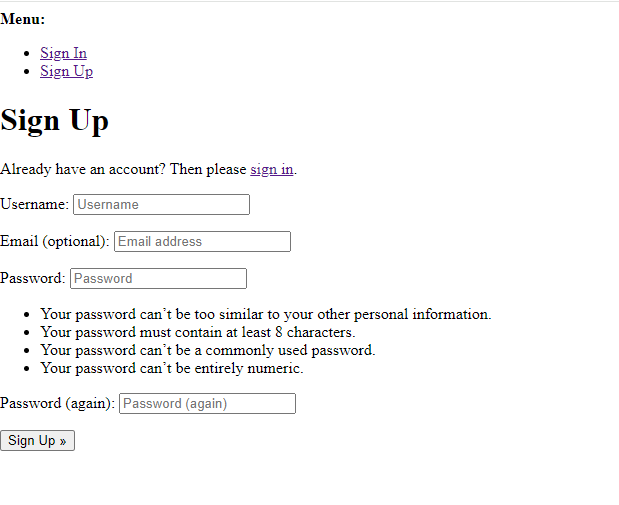 Menu:
Sign In
Sign Up
Sign Up
Already have an account? Then please sign in.
Username: Username
Email (optional): Email address
Password: Password
Your password can’t be too similar to your other personal information.
Your password must contain at least 8 characters.
Your password can’t be a commonly used password.
Your password can’t be entirely numeric.
Password (again): Password (again)
Sign Up »